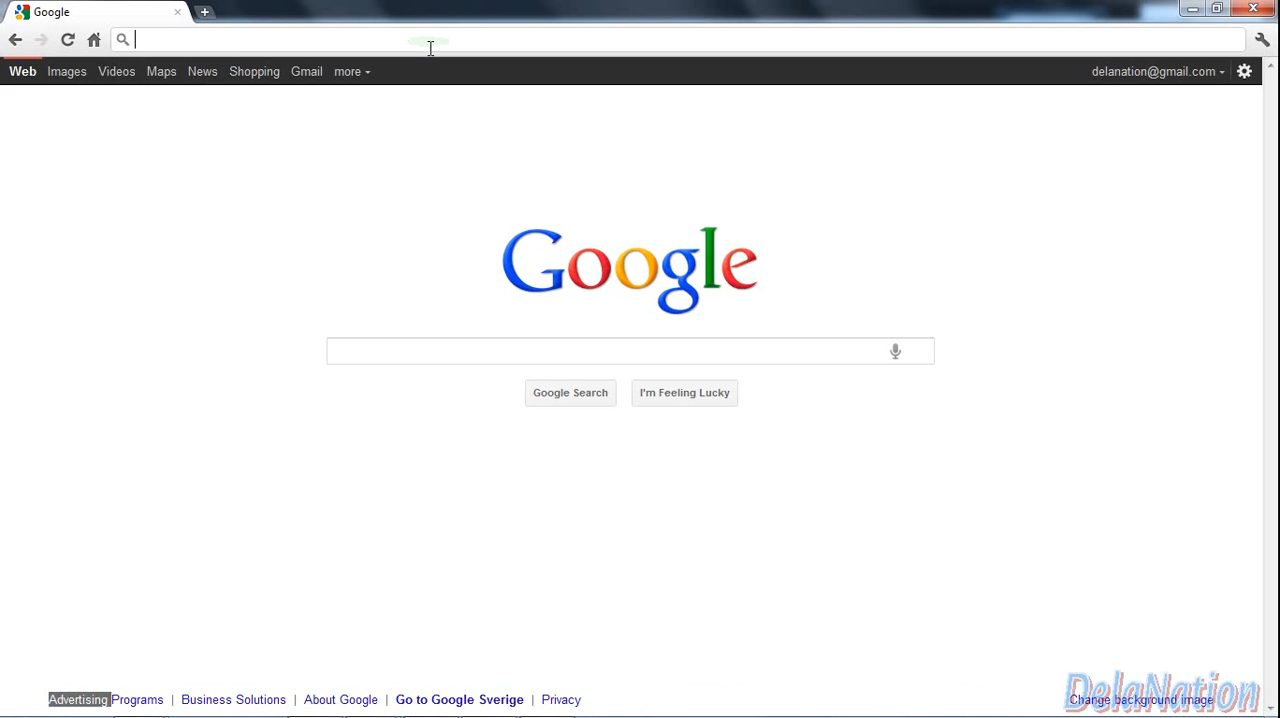 Google
Web Images Videos Maps News Shopping Gmail more delanation@gmail.com
Google
Google Search I'm Feeling Lucky
Advertising Programs | Business Solutions | About Google | Go to Google Sverige | Privacy
Change background image
DelaNation